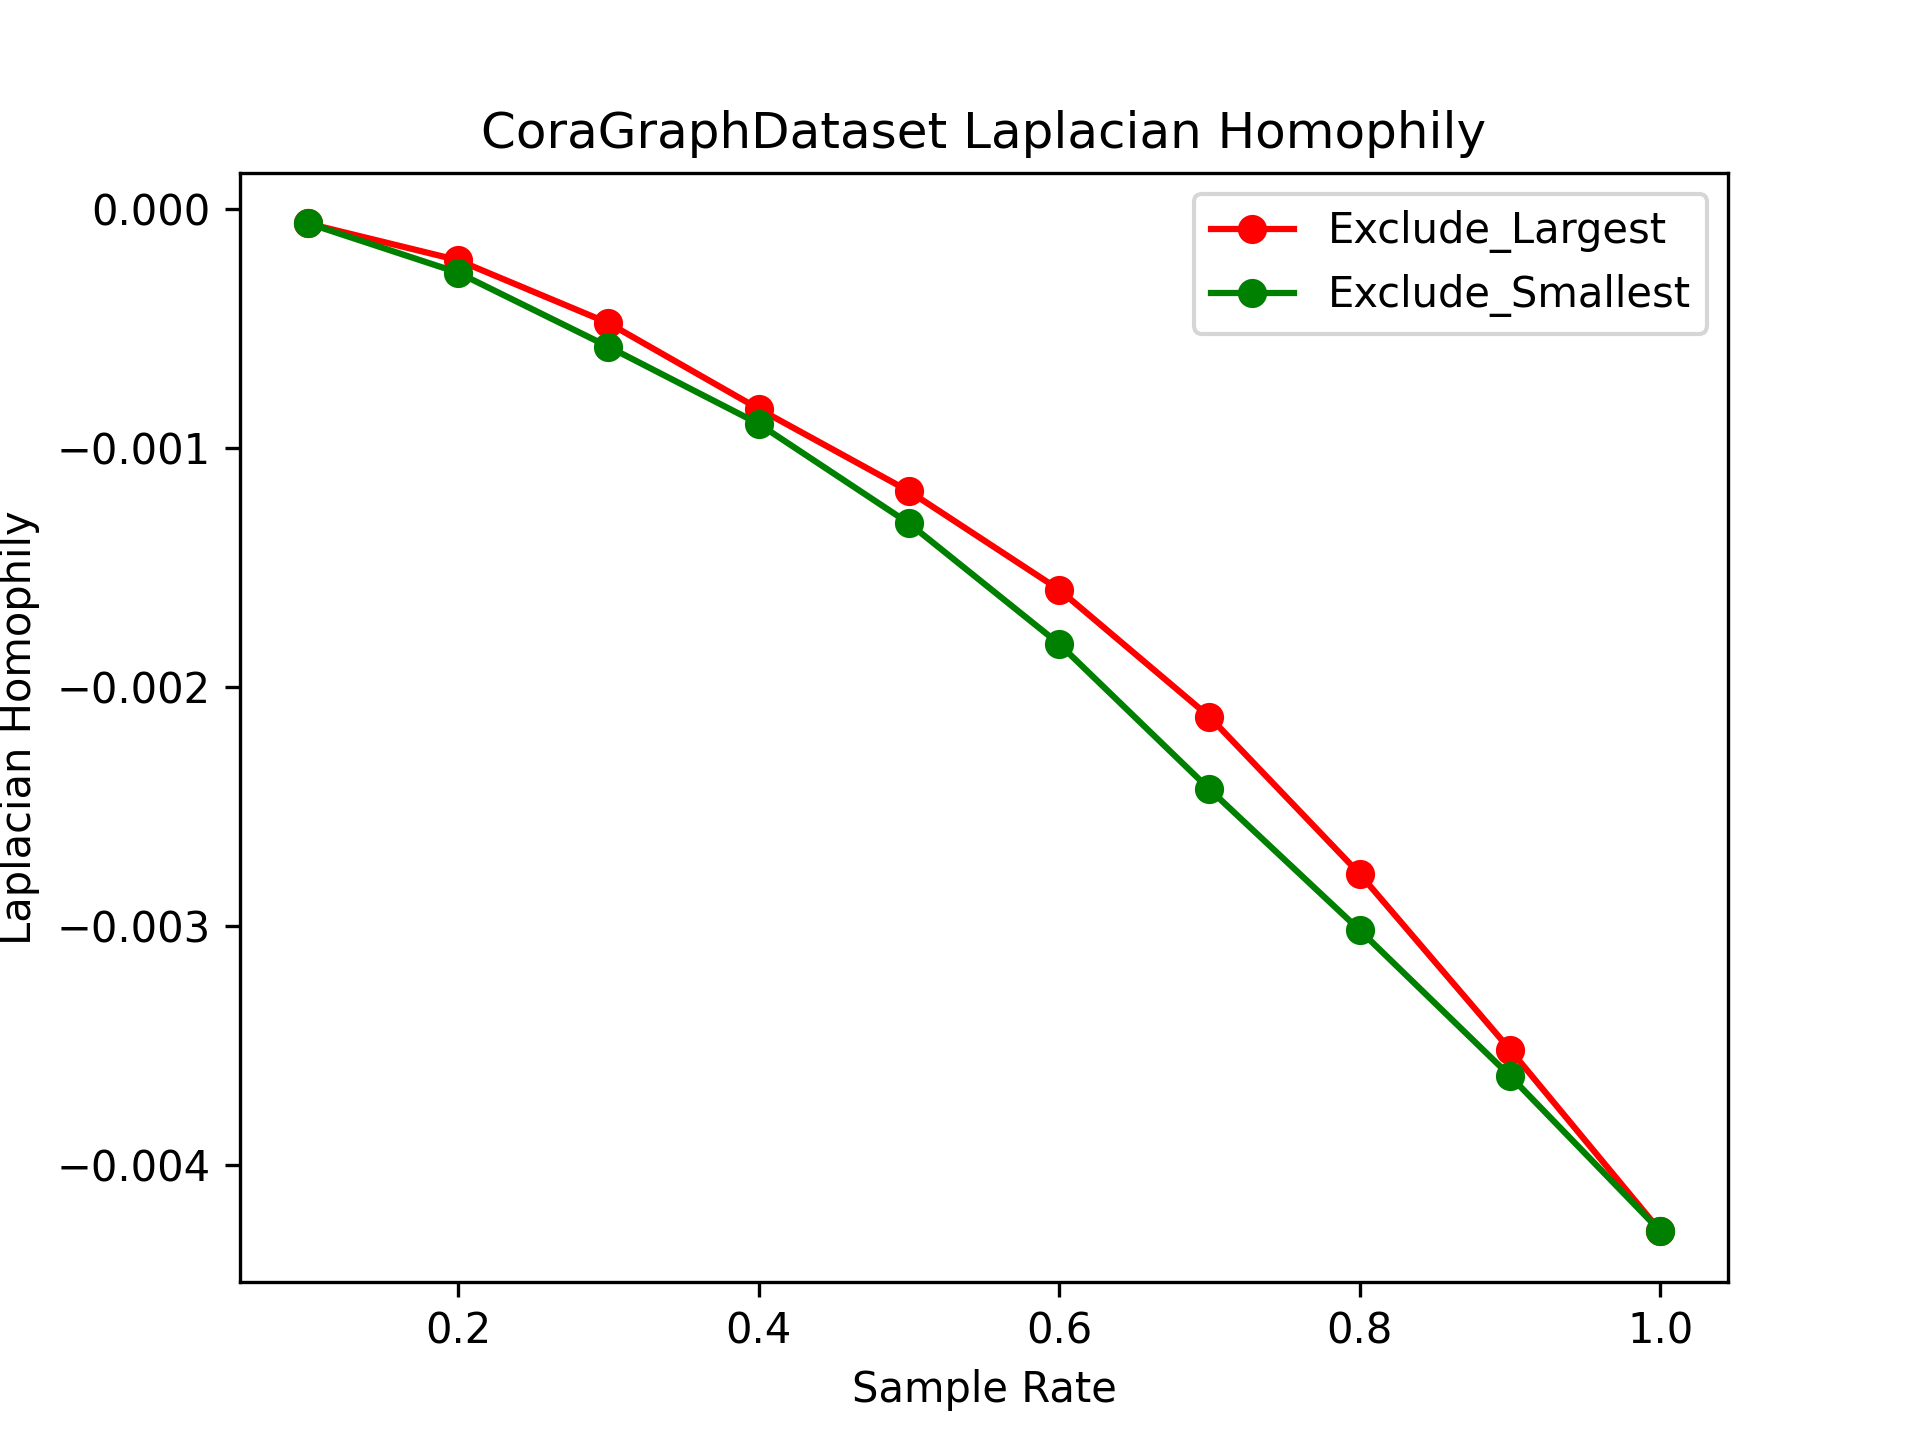 CoraGraphDataset Laplacian Homophily
Exclude_Largest
Exclude_Smallest
Laplacian Homophily
0.000
−0.001
−0.002
−0.003
−0.004
0.2 0.4 0.6 0.8 1.0
Sample Rate